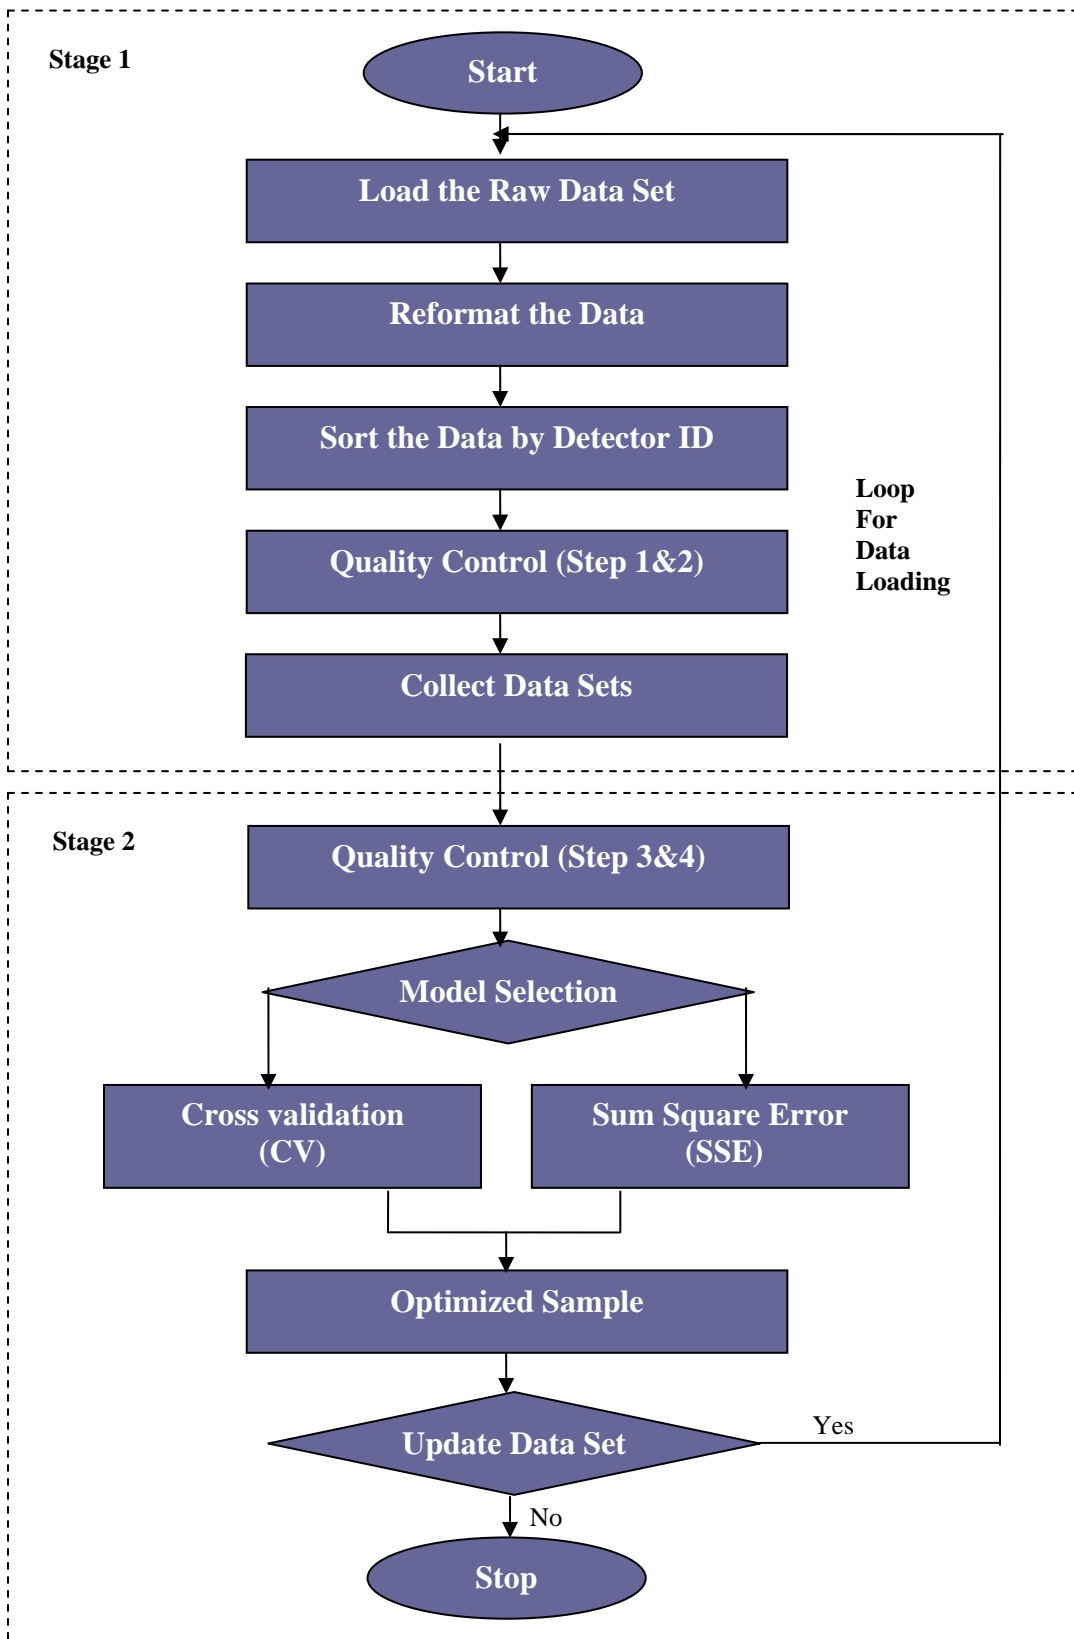 Stage 1
Start
Load the Raw Data Set
Reformat the Data
Sort the Data by Detector ID
Loop
For
Data
Loading
Quality Control (Step 1&2)
Collect Data Sets
Stage 2
Quality Control (Step 3&4)
Model Selection
Cross validation
(CV)
Sum Square Error
(SSE)
Optimized Sample
Update Data Set
Yes
No
Stop